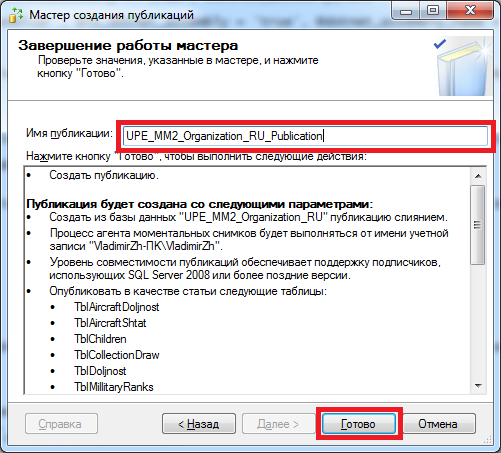 Мастер создания публикаций
Завершение работы мастера
Проверьте значения, указанные в мастере, и нажмите
кнопку "Готово".
Имя публикации:
UPE_MM2_Organization_RU_Publication
Нажмите кнопку "Готово", чтобы выполнить следующие действия:
• Создать публикацию.
Публикация будет создана со следующими параметрами:
• Создать из базы данных "UPE_MM2_Organization_RU" публикацию слиянием.
• Процесс агента моментальных снимков будет выполняться от имени учетной
записи "VladimirZh-ПК\VladimirZh".
• Уровень совместимости публикаций обеспечивает поддержку подписчиков,
использующих SQL Server 2008 или более поздние версии.
• Опубликовать в качестве статьи следующие таблицы:
• TblAircraftDoljnost
• TblAircraftShtat
• TblChildren
• TblCollectionDraw
• TblDoljnost
• TblMillitaryRanks
Справка
< Назад
Далее >
Готово
Отмена